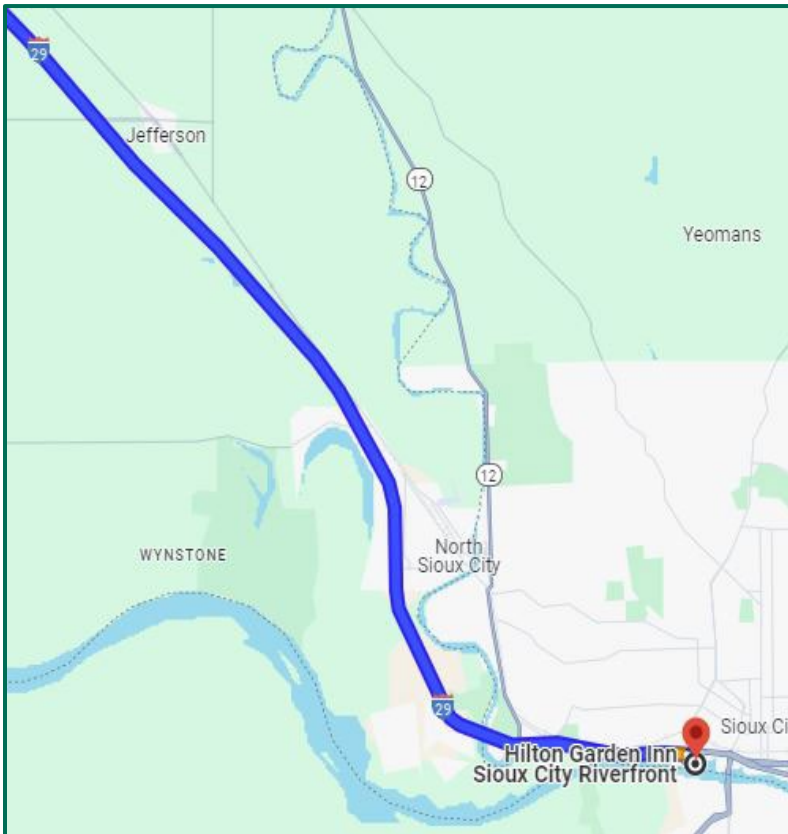 29
Jefferson
12
Yeomans
12
WYNSTONE
North
Sioux City
29
Sioux Ci
Hilton Garden Inn
Sioux City Riverfront